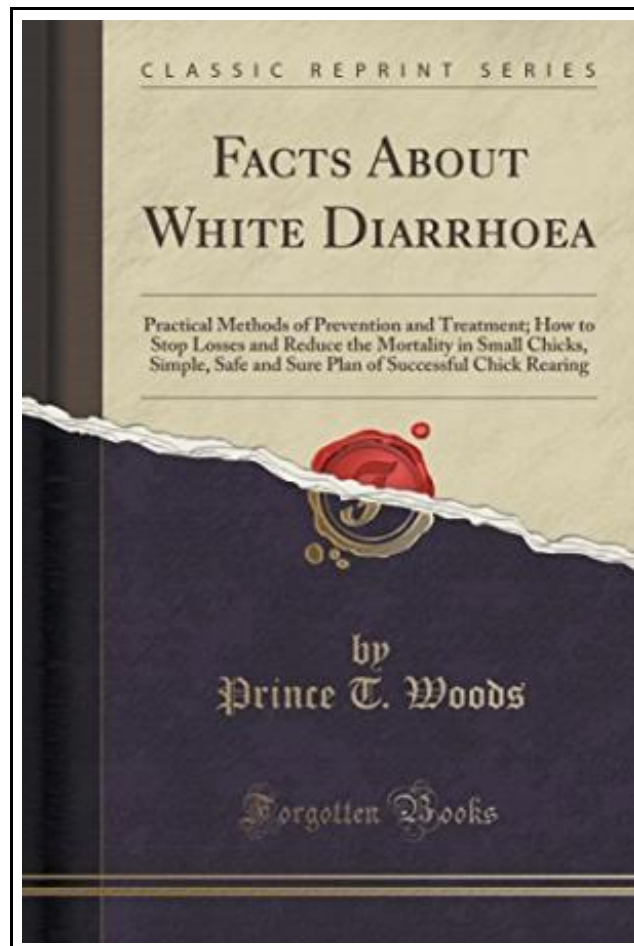 CLASSIC REPRINT SERIES
FACTS ABOUT
WHITE DIARRHOEA
Practical Methods of Prevention and Treatment; How to
Stop Losses and Reduce the Mortality in Small Chicks,
Simple, Safe and Sure Plan of Successful Chick Rearing
by
Prince T. Woods
Forgotten Books